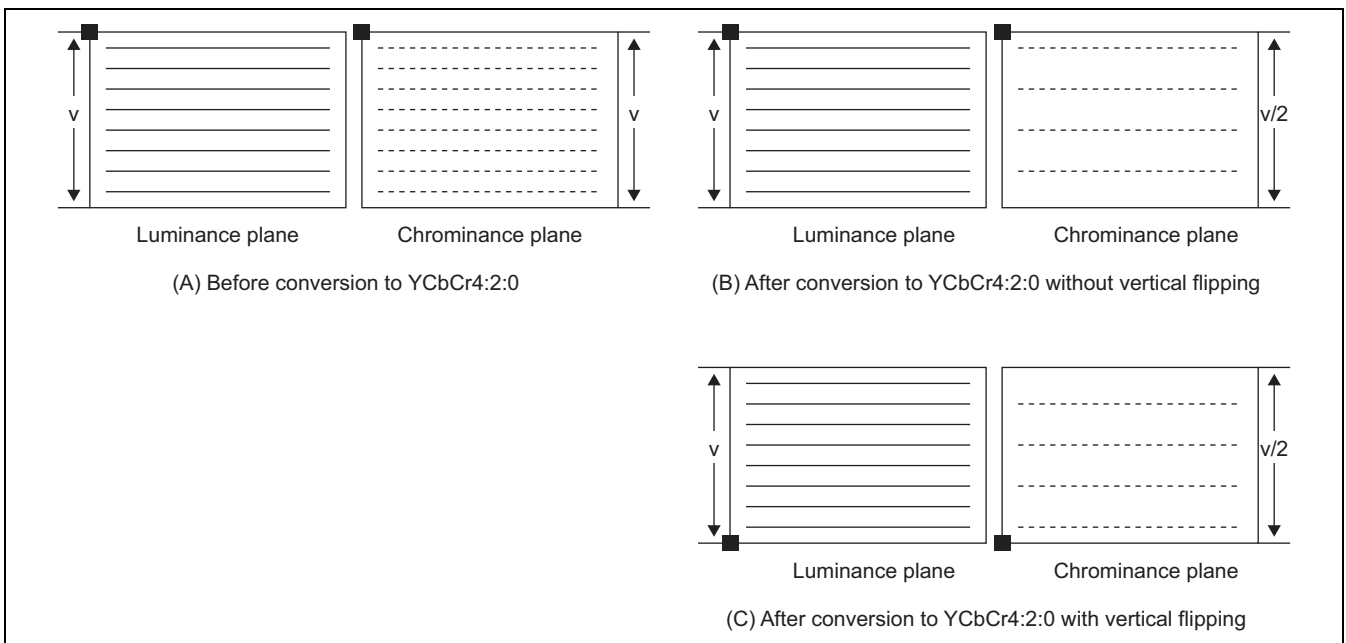 v
v
Luminance plane
Chrominance plane
(A) Before conversion to YCbCr4:2:0
v
v/2
Luminance plane
Chrominance plane
(B) After conversion to YCbCr4:2:0 without vertical flipping
v
v/2
Luminance plane
Chrominance plane
(C) After conversion to YCbCr4:2:0 with vertical flipping